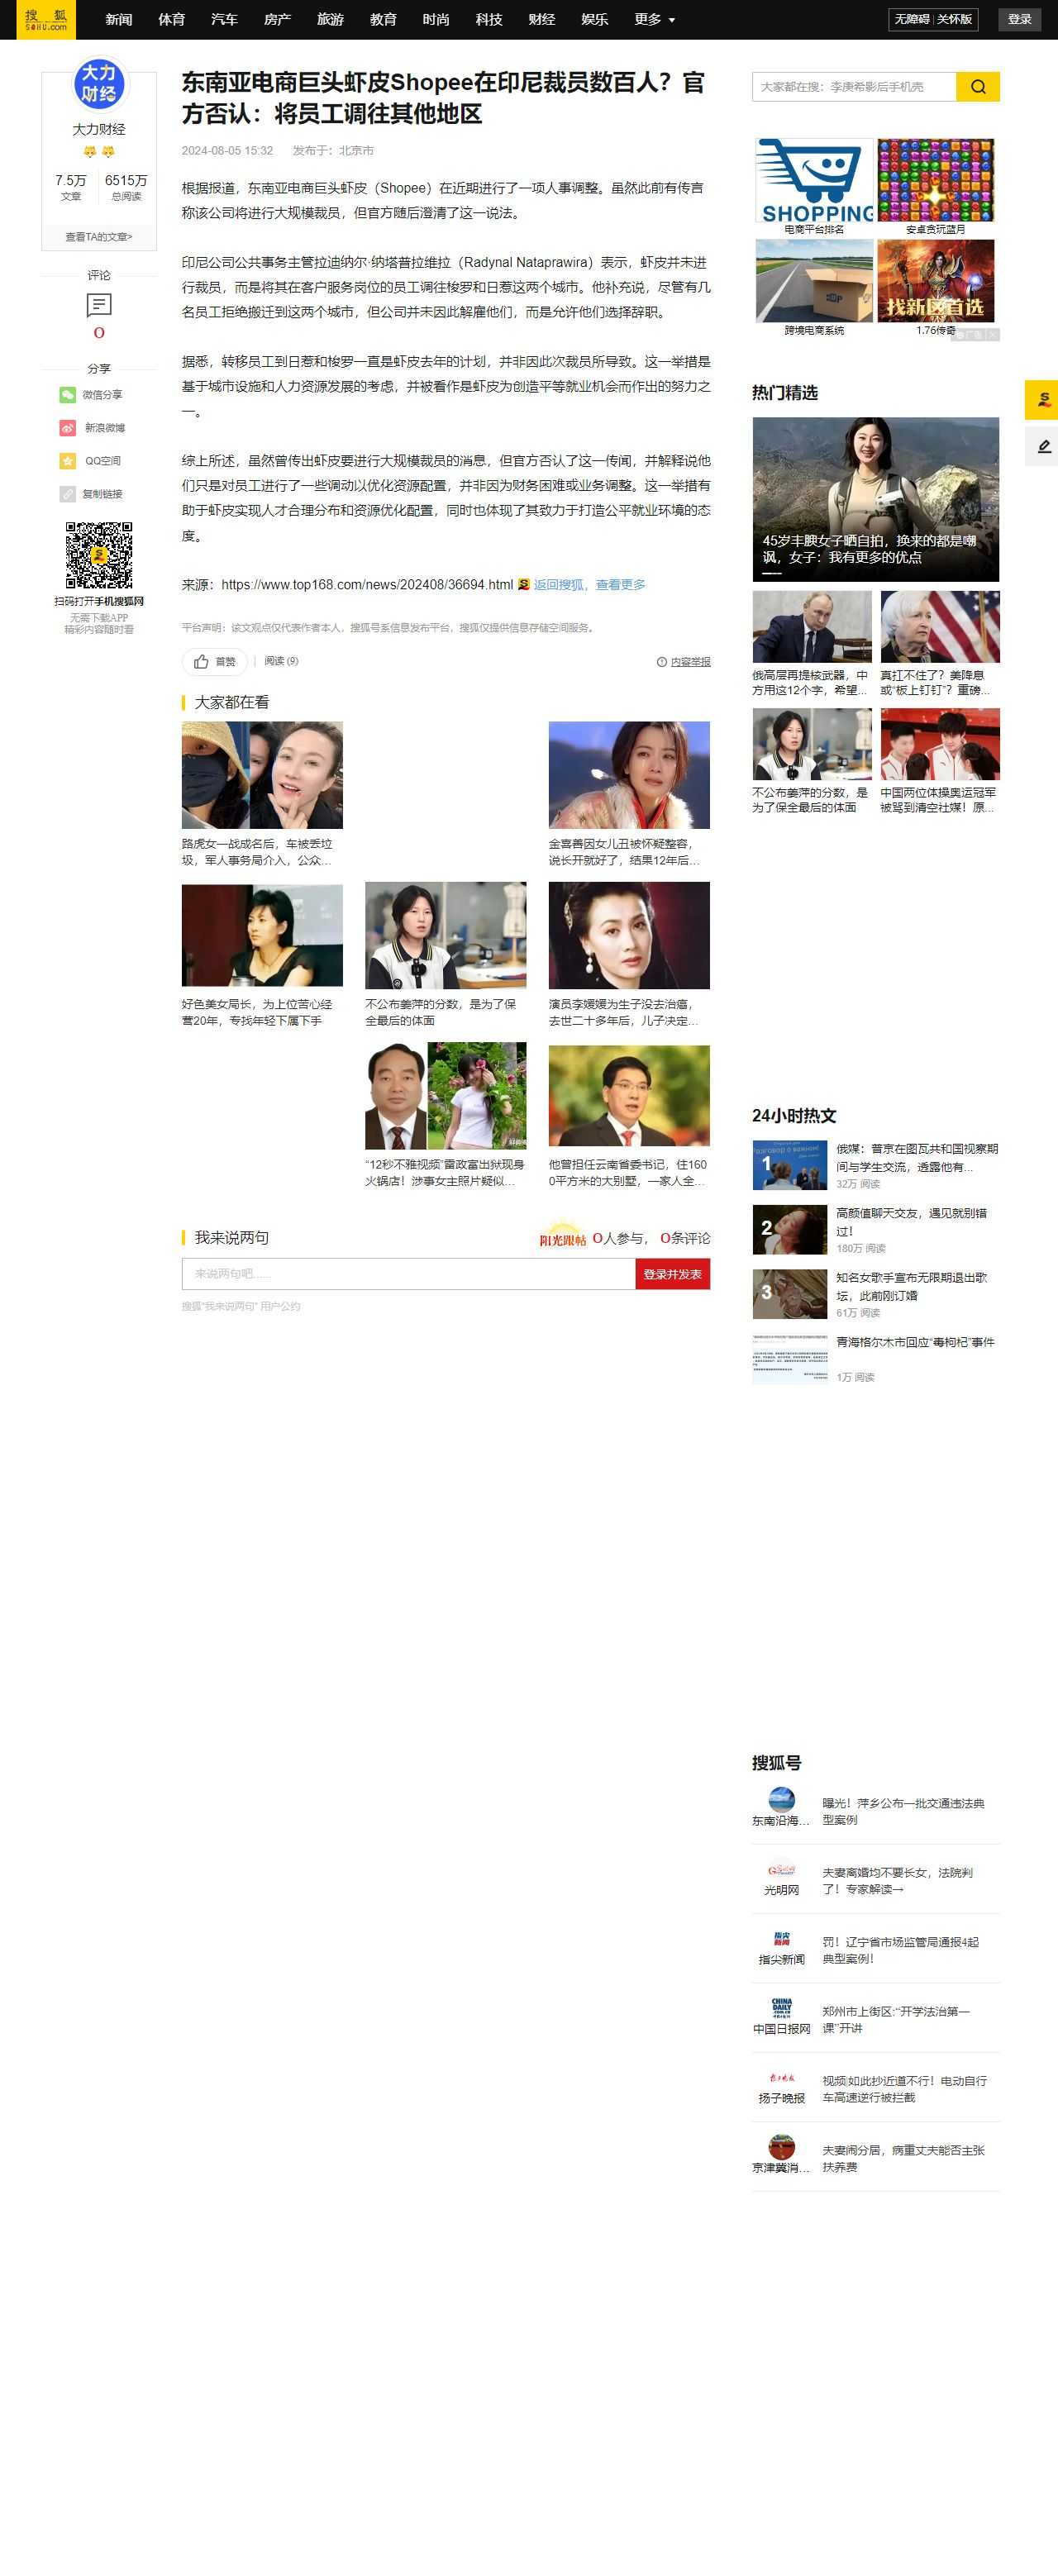 搜狐
S☺HU.com
新闻 体育 汽车 房产 旅游 教育 时尚 科技 财经 娱乐 更多
无障碍 | 关怀版
登录
大力
财经
大力财经
7.5万 6515万
文章 总阅读
查看TA的文章>
评论
0
分享
微信分享
新浪微博
QQ空间
复制链接
扫码打开手机搜狐网
无需下载APP
精彩内容随时看
东南亚电商巨头虾皮Shopee在印尼裁员数百人？官
方否认：将员工调往其他地区
2024-08-05 15:32 发布于：北京市
根据报道，东南亚电商巨头虾皮（Shopee）在近期进行了一项人事调整。虽然此前有传言
称该公司将进行大规模裁员，但官方随后澄清了这一说法。
印尼公司公共事务主管拉迪纳尔·纳塔普拉维拉（Radynal Nataprawira）表示，虾皮并未进
行裁员，而是将其在客户服务岗位的员工调往梭罗和日惹这两个城市。他补充说，尽管有几
名员工拒绝搬迁到这两个城市，但公司并未因此解雇他们，而是允许他们选择辞职。
据悉，转移员工到日惹和梭罗一直是虾皮去年的计划，并非因此次裁员所导致。这一举措是
基于城市设施和人力资源发展的考虑，并被看作是虾皮为创造平等就业机会而作出的努力之
一。
综上所述，虽然曾传出虾皮要进行大规模裁员的消息，但官方否认了这一传闻，并解释说他
们只是对员工进行了一些调动以优化资源配置，并非因为财务困难或业务调整。这一举措有
助于虾皮实现人才合理分布和资源优化配置，同时也体现了其致力于打造公平就业环境的态
度。
来源：https://www.top168.com/news/202408/36694.html 返回搜狐，查看更多
平台声明：该文观点仅代表作者本人，搜狐号系信息发布平台，搜狐仅提供信息存储空间服务。
首赞 阅读 (9)
内容举报
大家都在看
路虎女一战成名后，车被丢垃
圾，军人事务局介入，公众...
金喜善因女儿丑被怀疑整容，
说长开就好了，结果12年后...
好色美女局长，为上位苦心经
营20年，专找年轻下属下手
不公布姜萍的分数，是为了保
全最后的体面
演员李媛媛为生子没去治癌，
去世二十多年后，儿子决定...
“12秒不雅视频”雷政富出狱现身
火锅店！涉事女主照片疑似...
他曾担任云南省委书记，住160
0平方米的大别墅，一家人全...
我来说两句
阳光跟帖 0人参与， 0条评论
来说两句吧......
登录并发表
搜狐“我来说两句” 用户公约
大家都在搜：李庚希影后手机壳
SHOPPING
电商平台排名
安卓贪玩蓝月
找新区首选
跨境电商系统
1.76传奇
广告
热门精选
45岁丰腴女子晒自拍，换来的都是嘲
讽，女子：我有更多的优点
俄高层再提核武器，中
方用这12个字，希望...
真扛不住了？美降息
或“板上钉钉”？重磅...
不公布姜萍的分数，是
为了保全最后的体面
中国两位体操奥运冠军
被骂到清空社媒！原...
24小时热文
1
俄媒：普京在图瓦共和国视察期
间与学生交流，透露他有...
32万 阅读
2
高颜值聊天交友，遇见就别错
过！
180万 阅读
3
知名女歌手宣布无限期退出歌
坛，此前刚订婚
61万 阅读
青海格尔木市回应“毒枸杞”事件
1万 阅读
搜狐号
东南沿海...
曝光！萍乡公布一批交通违法典
型案例
光明网
夫妻离婚均不要长女，法院判
了！专家解读→
指尖
新闻
指尖新闻
罚！辽宁省市场监管局通报4起
典型案例！
CHINA
DAILY
中国日报网
郑州市上街区:“开学法治第一
课”开讲
扬子晚报
视频|如此抄近道不行！电动自行
车高速逆行被拦截
京津冀消...
夫妻闹分居，病重丈夫能否主张
扶养费